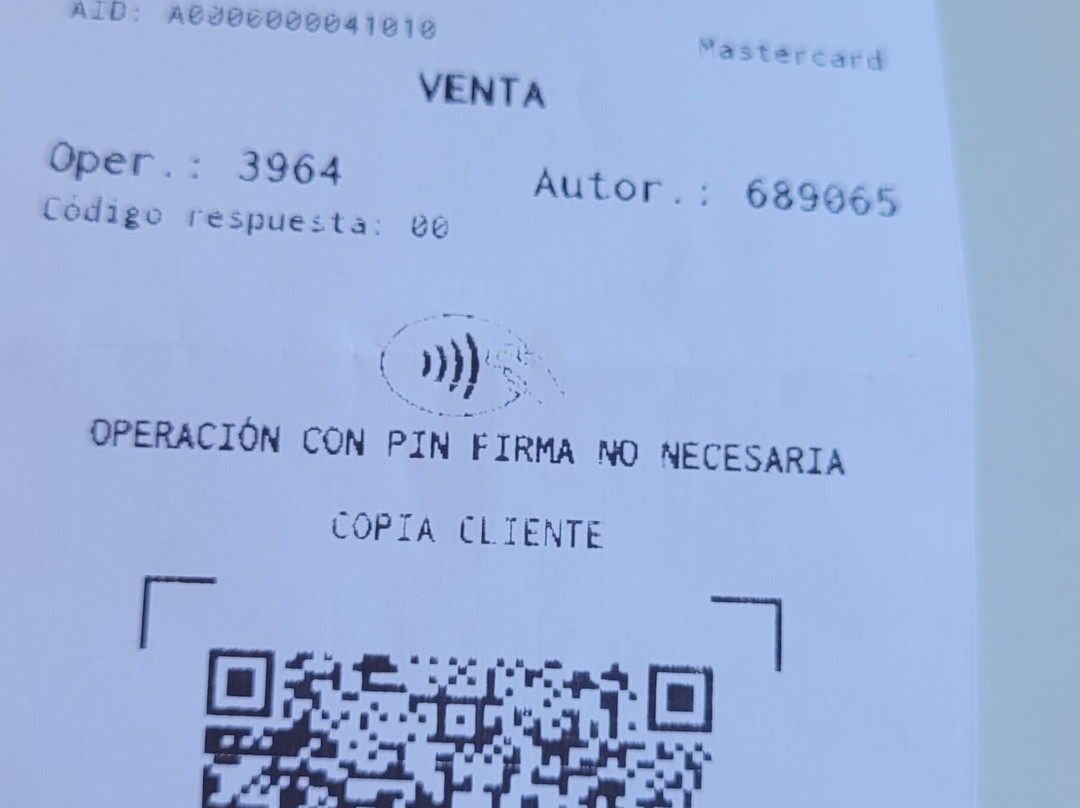 AID: A0000000041010
Mastercard
VENTA
Oper.: 3964
Autor.: 689065
Código respuesta: 00
OPERACIÓN CON PIN FIRMA NO NECESARIA
COPIA CLIENTE